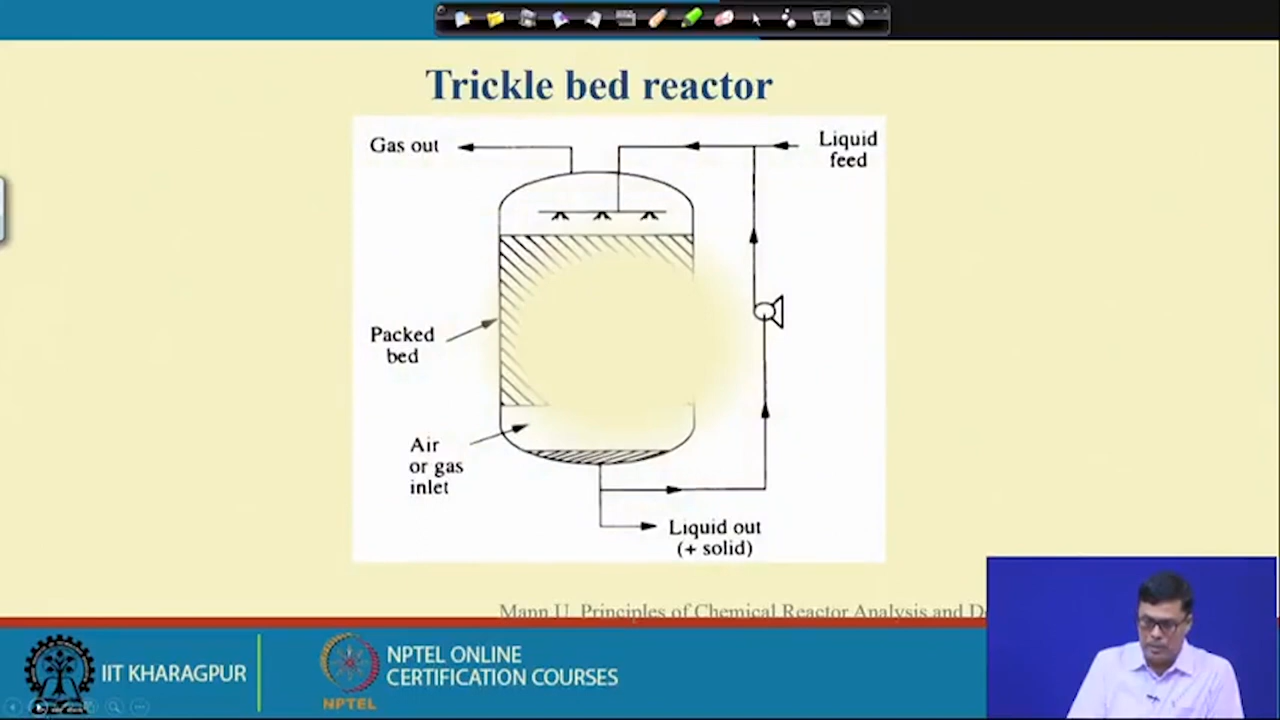 Trickle bed reactor
Gas out
Liquid
feed
Packed
bed
Air
or gas
inlet
Liquid out
(+ solid)
Mann U. Principles of Chemical Reactor Analysis and
IIT KHARAGPUR
NPTEL
NPTEL ONLINE
CERTIFICATION COURSES